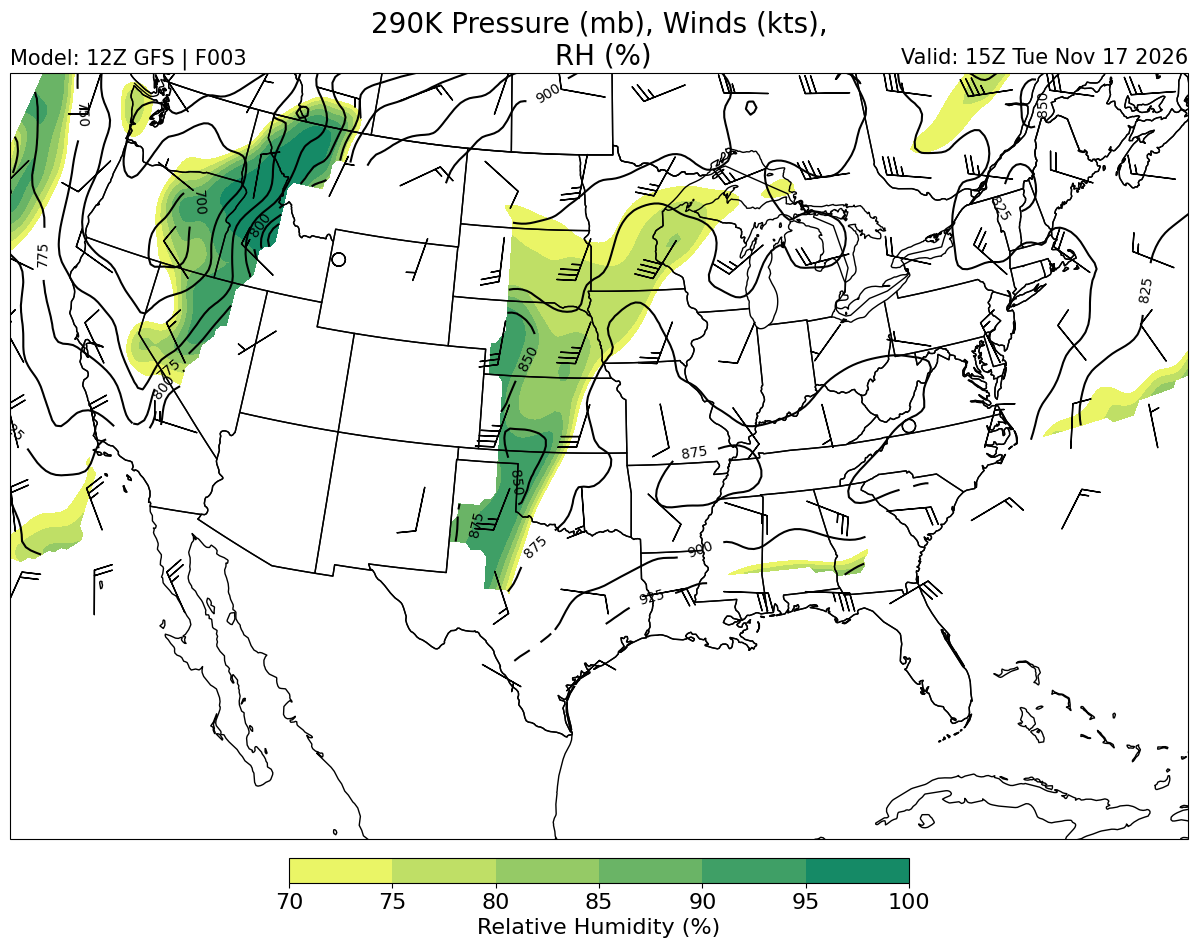 290K Pressure (mb), Winds (kts),
RH (%)
Model: 12Z GFS | F003
Valid: 15Z Tue Nov 17 2026
900
850
700
800
775
825
825
850
775
800
875
850
875
875
900
925
70 75 80 85 90 95 100
Relative Humidity (%)